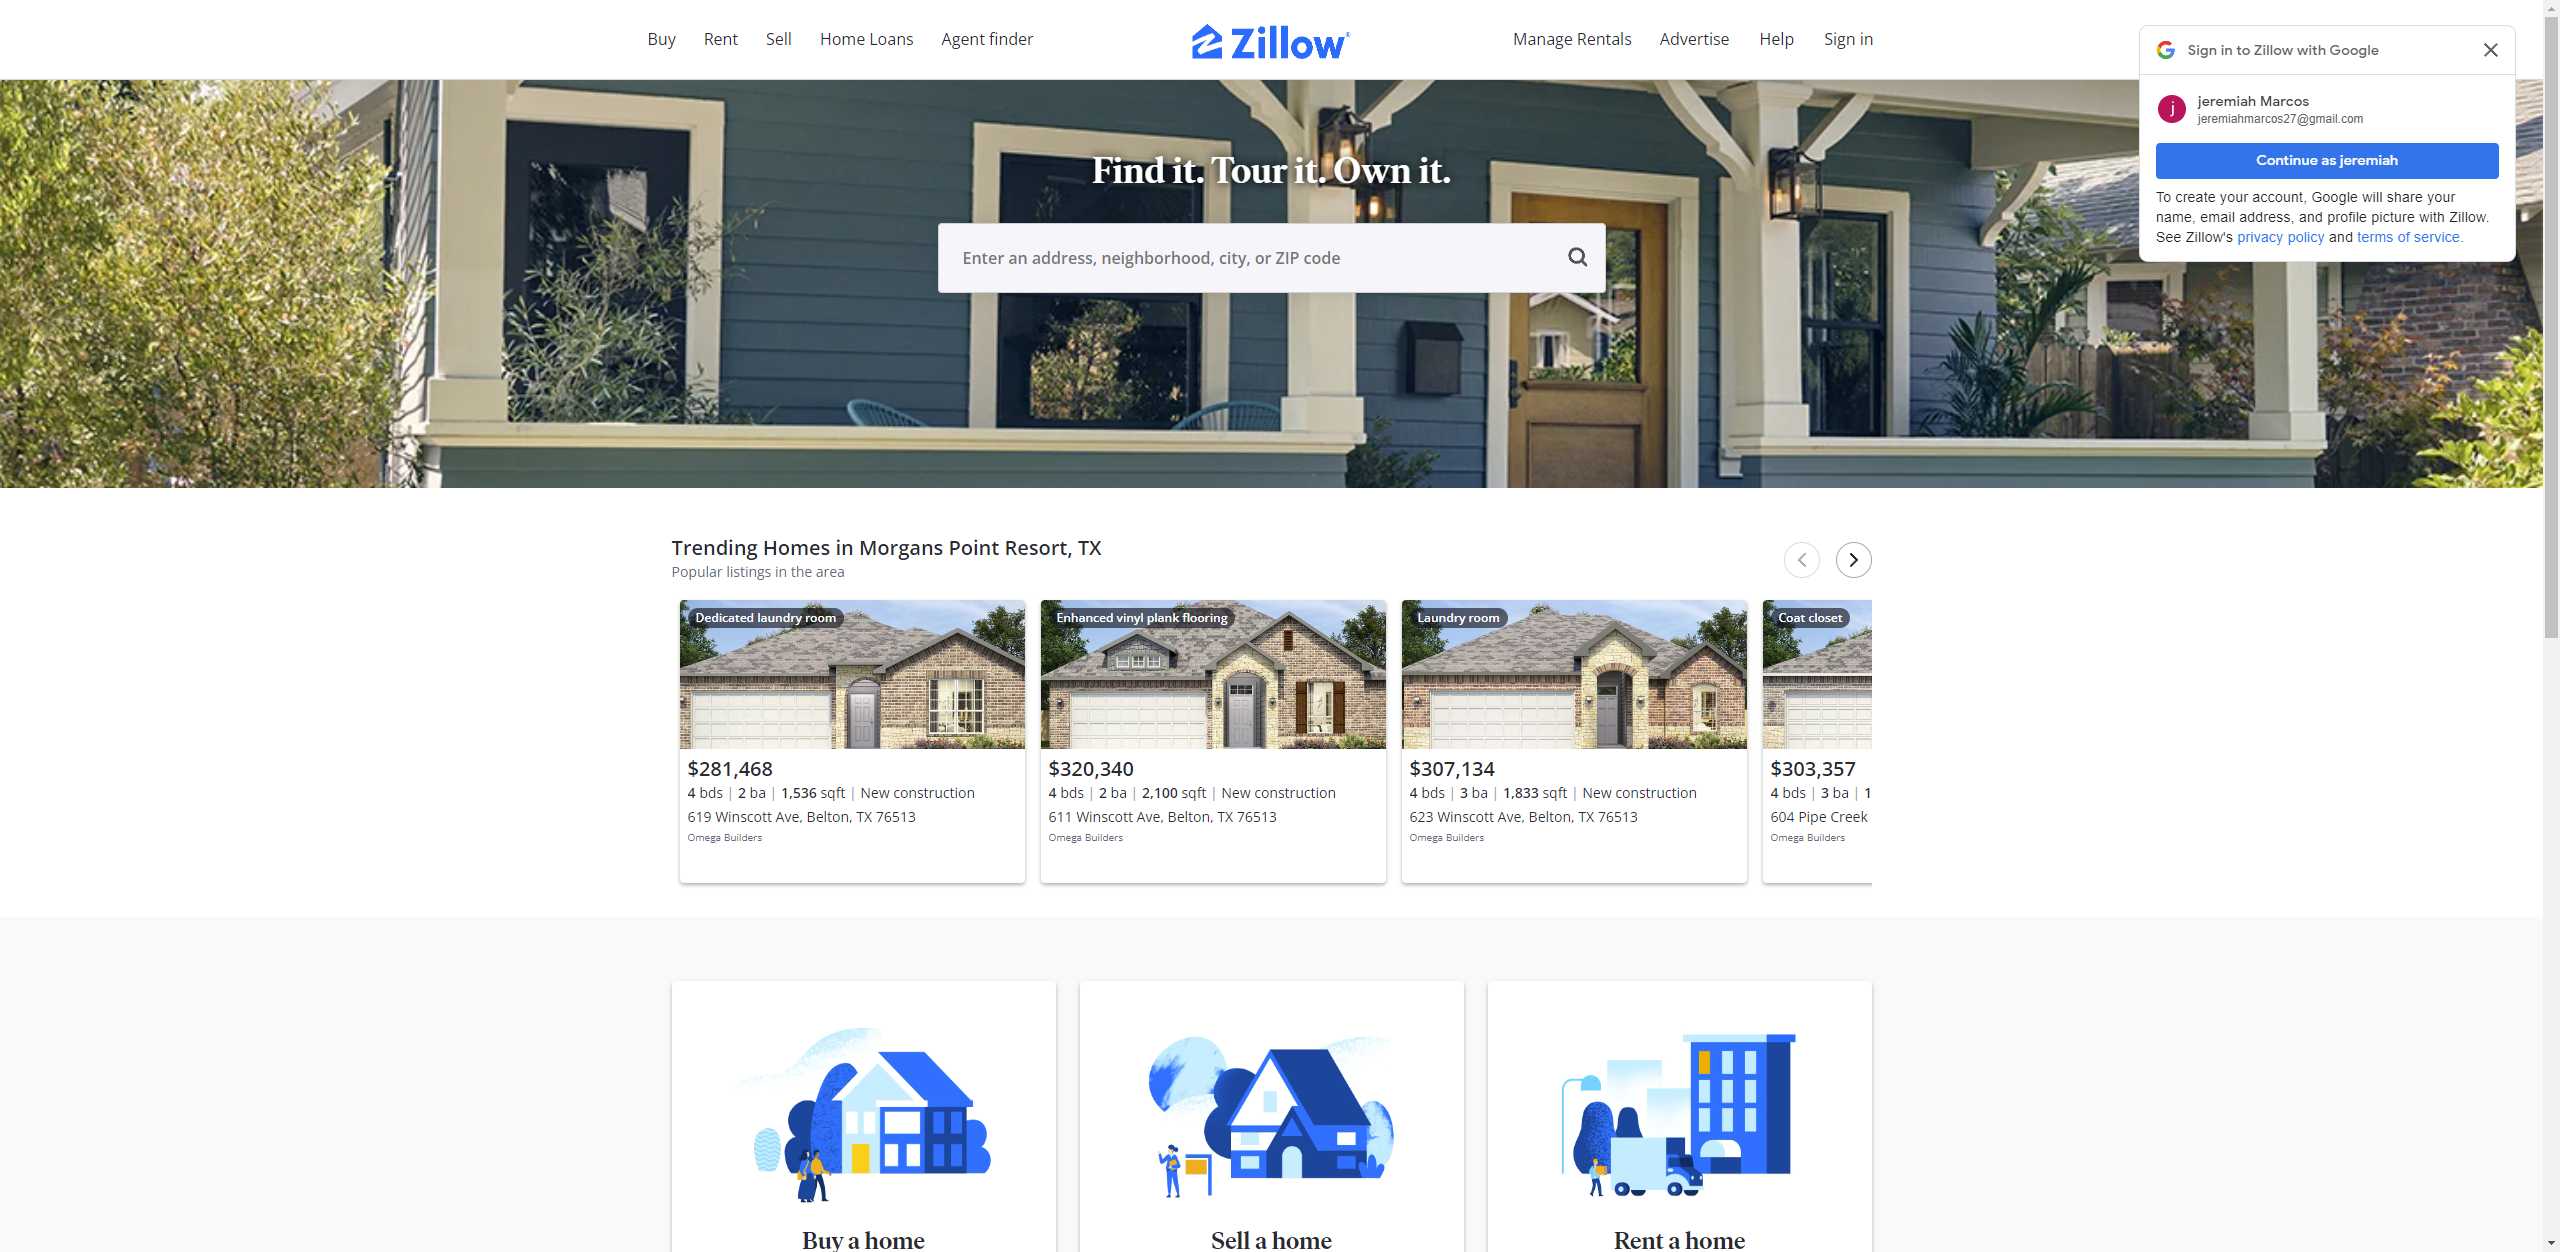 Buy Rent Sell Home Loans Agent finder
Zillow
Manage Rentals Advertise Help Sign in
Sign in to Zillow with Google
jeremiah Marcos
jeremiahmarcos27@gmail.com
Continue as jeremiah
To create your account, Google will share your
name, email address, and profile picture with Zillow.
See Zillow's privacy policy and terms of service.
Find it. Tour it. Own it.
Enter an address, neighborhood, city, or ZIP code
Trending Homes in Morgans Point Resort, TX
Popular listings in the area
Dedicated laundry room
$281,468
4 bds | 2 ba | 1,536 sqft | New construction
619 Winscott Ave, Belton, TX 76513
Omega Builders
Enhanced vinyl plank flooring
$320,340
4 bds | 2 ba | 2,100 sqft | New construction
611 Winscott Ave, Belton, TX 76513
Omega Builders
Laundry room
$307,134
4 bds | 3 ba | 1,833 sqft | New construction
623 Winscott Ave, Belton, TX 76513
Omega Builders
Coat closet
$303,357
4 bds | 3 ba | 1
604 Pipe Creek
Omega Builders
Buy a home
Sell a home
Rent a home